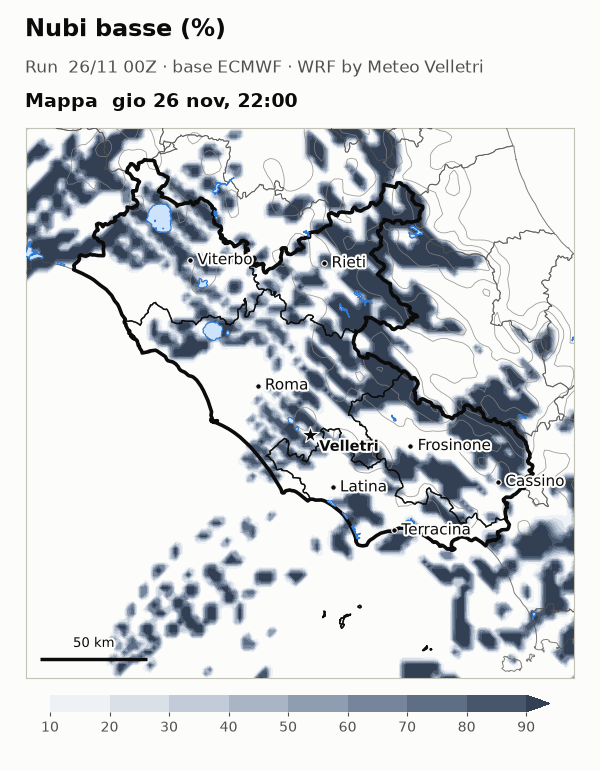 Nubi basse (%)
Run  26/11 00Z · base ECMWF · WRF by Meteo Velletri
Mappa  gio 26 nov, 22:00
Viterbo
Rieti
Roma
Velletri
Frosinone
Cassino
Latina
Terracina
50 km
10 20 30 40 50 60 70 80 90